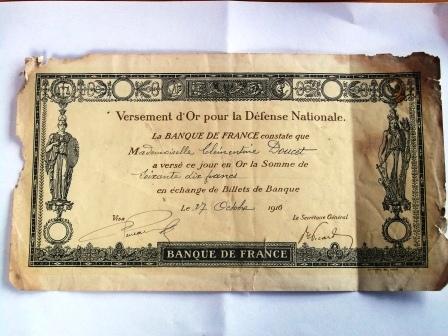 Versement d'Or pour la Défense Nationale.
La BANQUE DE FRANCE constate que
Mademoiselle Clémentine Doucet
a versé ce jour en Or la Somme de
soixante dix francs
en échange de Billets de Banque
Le 27 Octobre 1916
Visa Le Secrétaire Général
BANQUE DE FRANCE